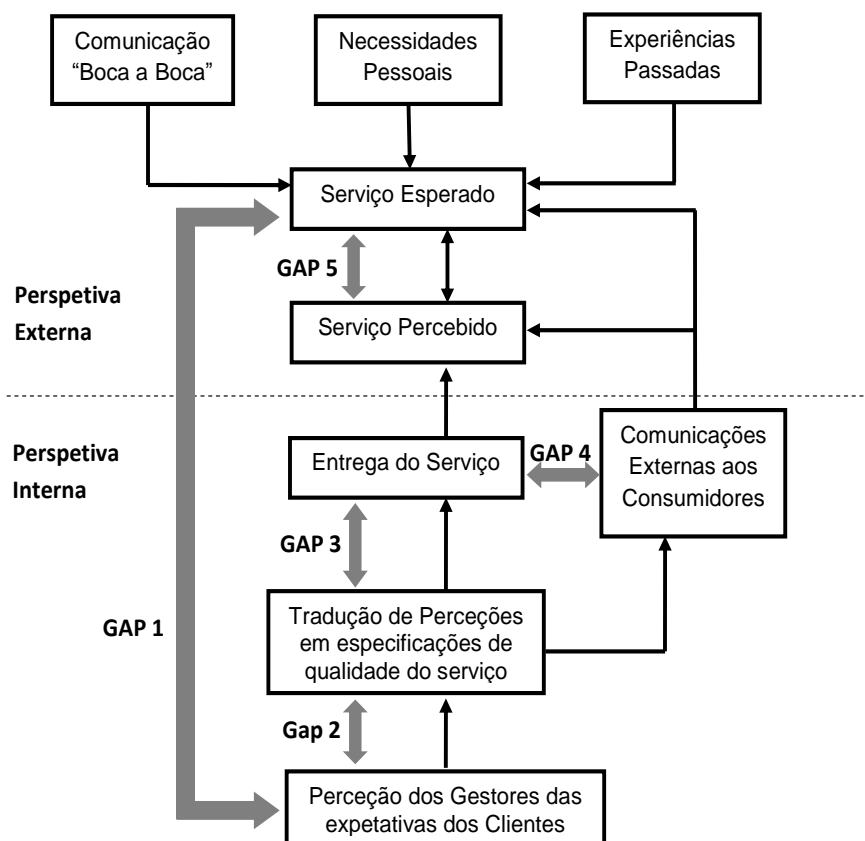 Comunicação
“Boca a Boca”
Necessidades
Pessoais
Experiências
Passadas
Serviço Esperado
GAP 5
Perspetiva
Externa
Serviço Percebido
Perspetiva
Interna
Entrega do Serviço
GAP 4
Comunicações
Externas aos
Consumidores
GAP 3
GAP 1
Tradução de Perceções
em especificações de
qualidade do serviço
Gap 2
Perceção dos Gestores das
expetativas dos Clientes